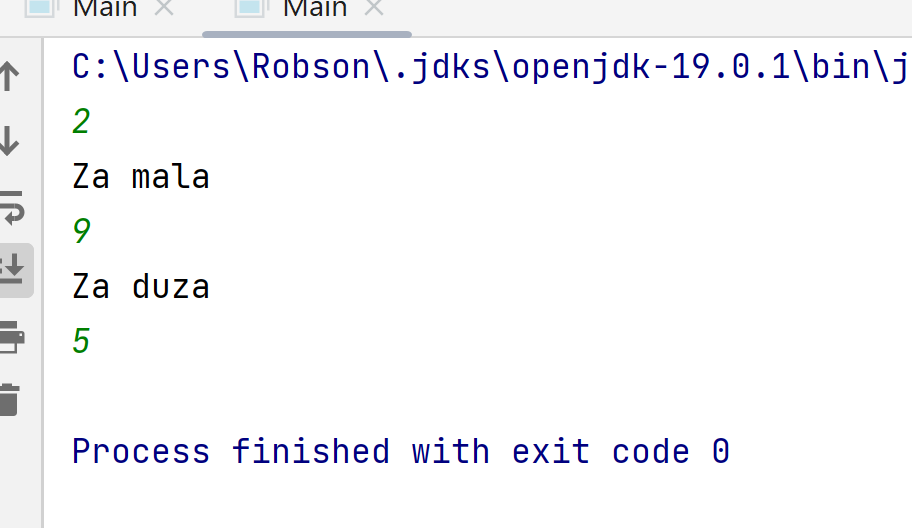 Main Main
C:\Users\Robson\.jdks\openjdk-19.0.1\bin\j
2
Za mala
9
Za duza
5
Process finished with exit code 0